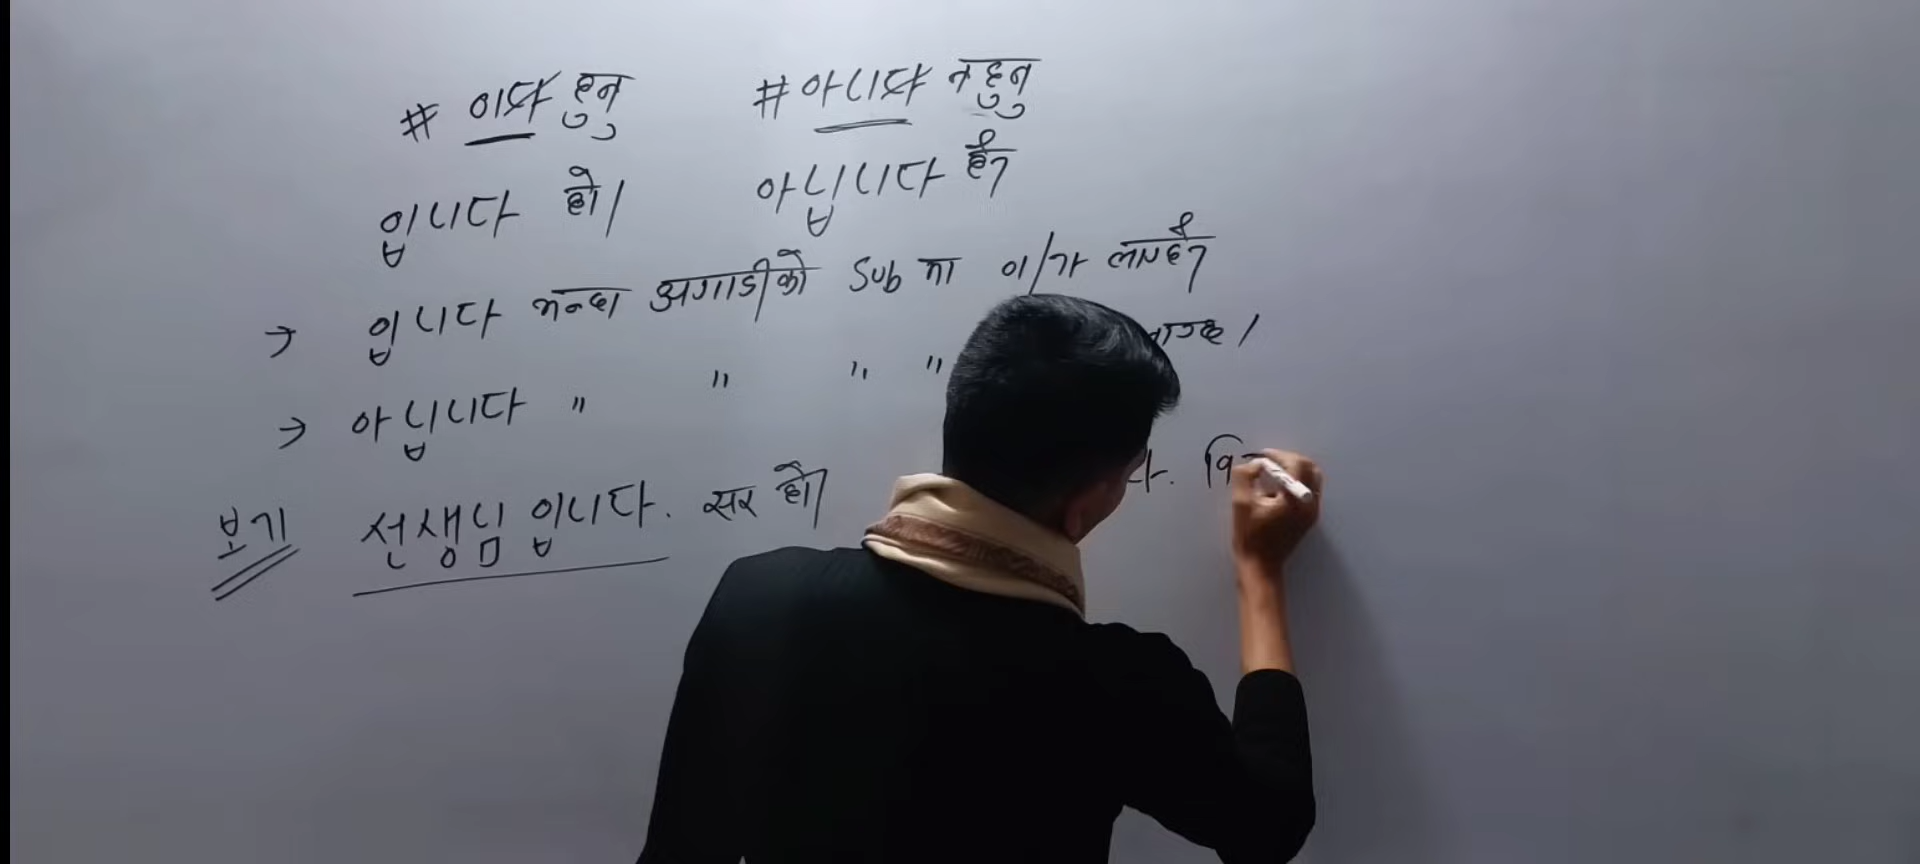 # 이다 हुनु # 아니다 नहुनु
입니다 हो। 아닙니다 होइन
→ 입니다 भन्दा अगाडीको Sub मा 이/가 लाग्दैन
→ 아닙니다 " " " " लाग्छ।
보기 선생님 입니다. सर हो।